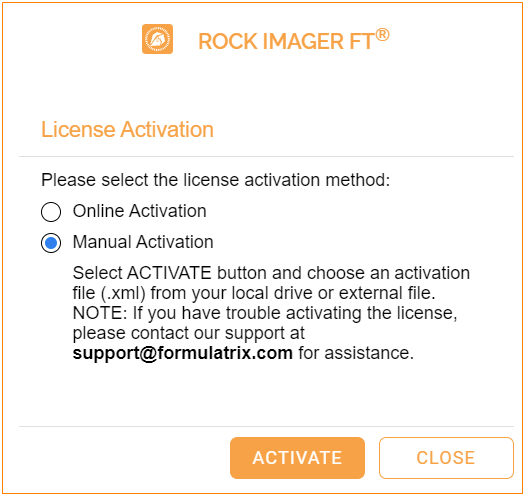 ROCK IMAGER FT®
License Activation
Please select the license activation method:
Online Activation
Manual Activation
Select ACTIVATE button and choose an activation
file (.xml) from your local drive or external file.
NOTE: If you have trouble activating the license,
please contact our support at
support@formulatrix.com for assistance.
ACTIVATE
CLOSE